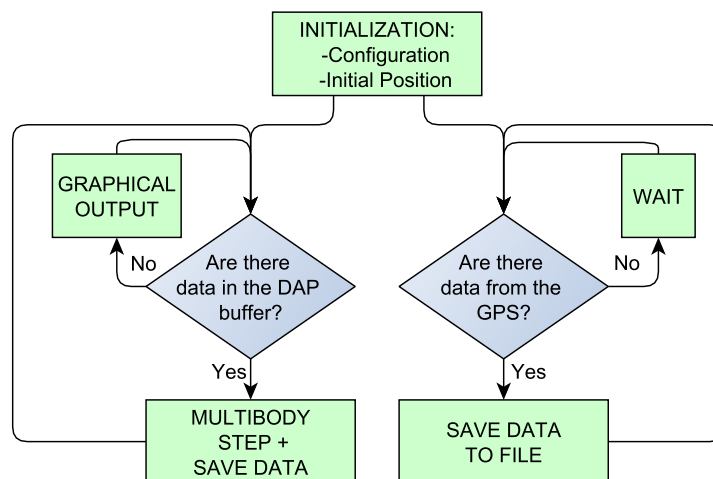 INITIALIZATION:
-Configuration
-Initial Position
GRAPHICAL
OUTPUT
WAIT
No
Are there
data in the DAP
buffer?
Are there
data from the
GPS?
No
Yes
Yes
MULTIBODY
STEP +
SAVE DATA
SAVE DATA
TO FILE